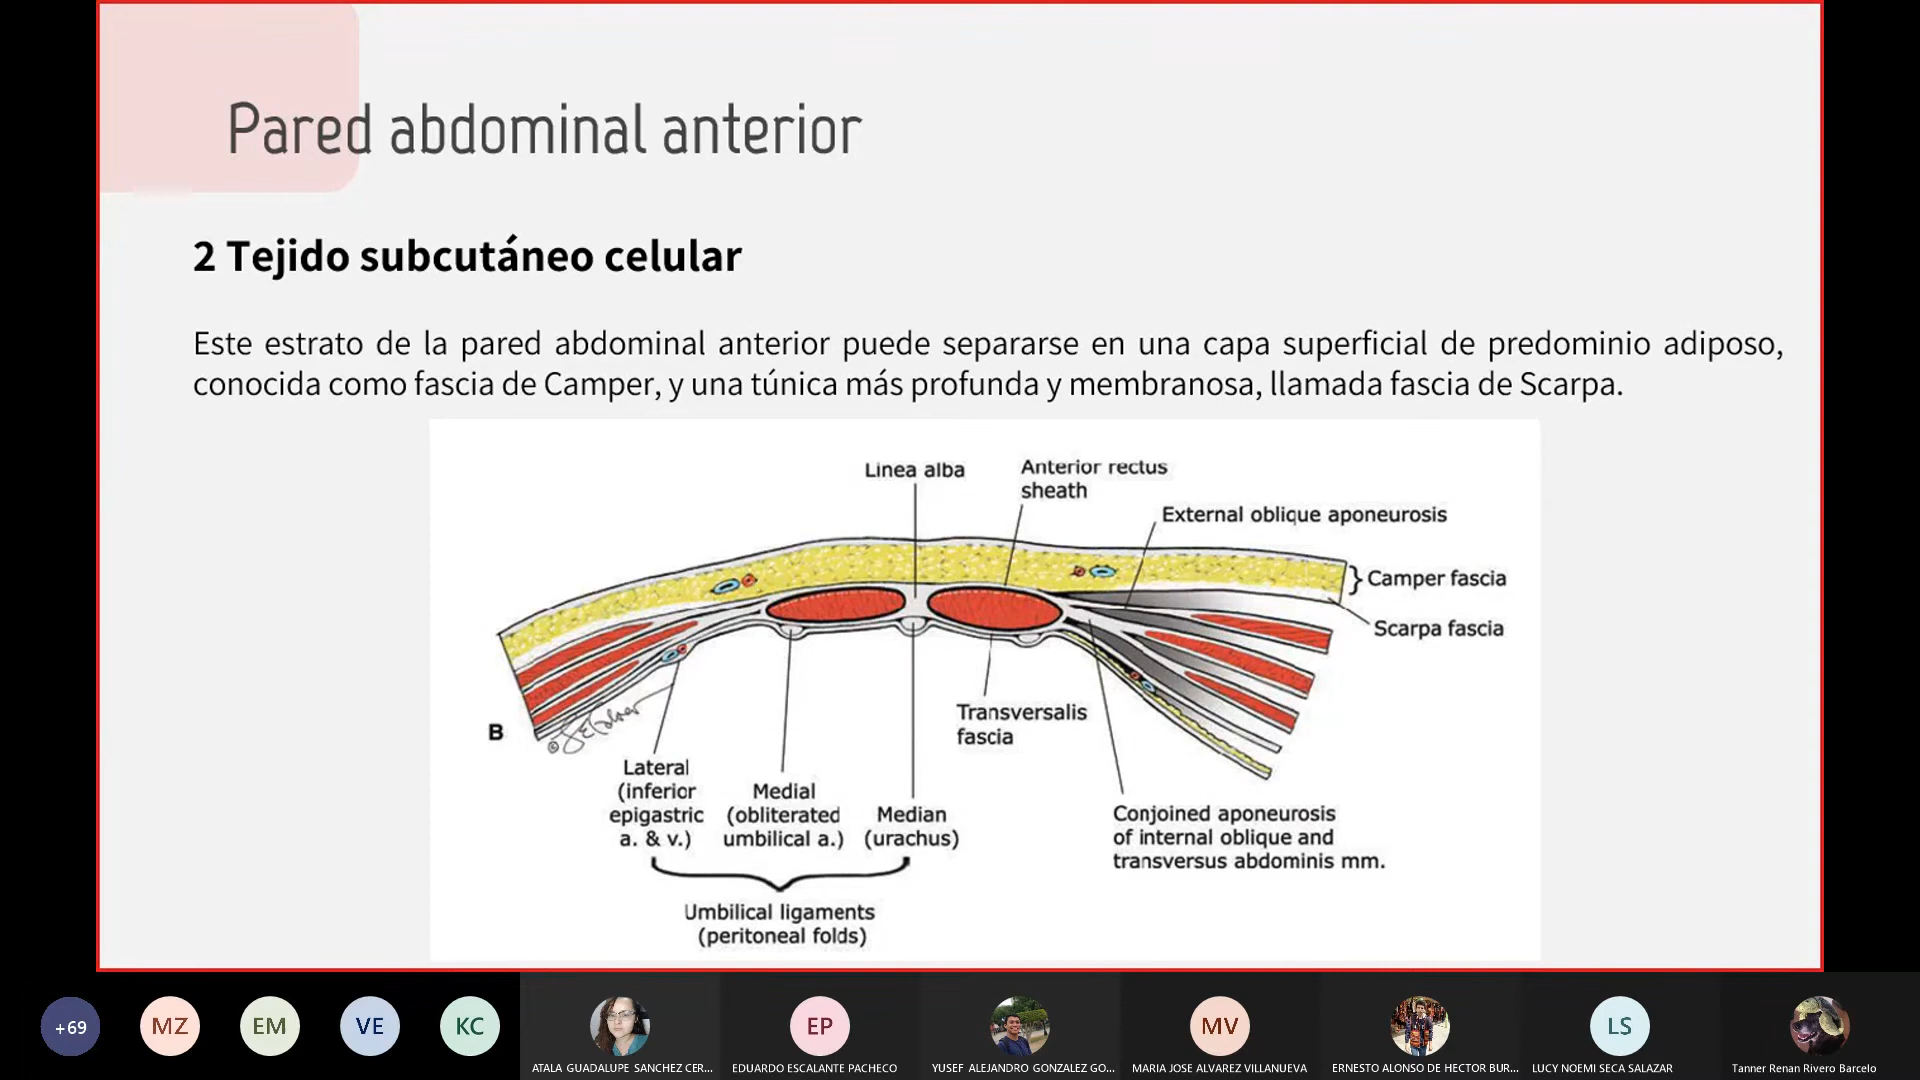 Pared abdominal anterior
2 Tejido subcutáneo celular
Este estrato de la pared abdominal anterior puede separarse en una capa superficial de predominio adiposo,
conocida como fascia de Camper, y una túnica más profunda y membranosa, llamada fascia de Scarpa.
Linea alba
Anterior rectus
sheath
External oblique aponeurosis
Camper fascia
Scarpa fascia
B
©
Transversalis
fascia
Lateral
(inferior
epigastric
a. & v.)
Medial
(obliterated
umbilical a.)
Median
(urachus)
Conjoined aponeurosis
of internal oblique and
transversus abdominis mm.
Umbilical ligaments
(peritoneal folds)
+69
MZ
EM
VE
KC
EP
MV
LS
ATALA GUADALUPE SANCHEZ CER...
EDUARDO ESCALANTE PACHECO
YUSEF ALEJANDRO GONZALEZ GO...
MARIA JOSE ALVAREZ VILLANUEVA
ERNESTO ALONSO DE HECTOR BUR...
LUCY NOEMI SECA SALAZAR
Tanner Renan Rivero Barcelo